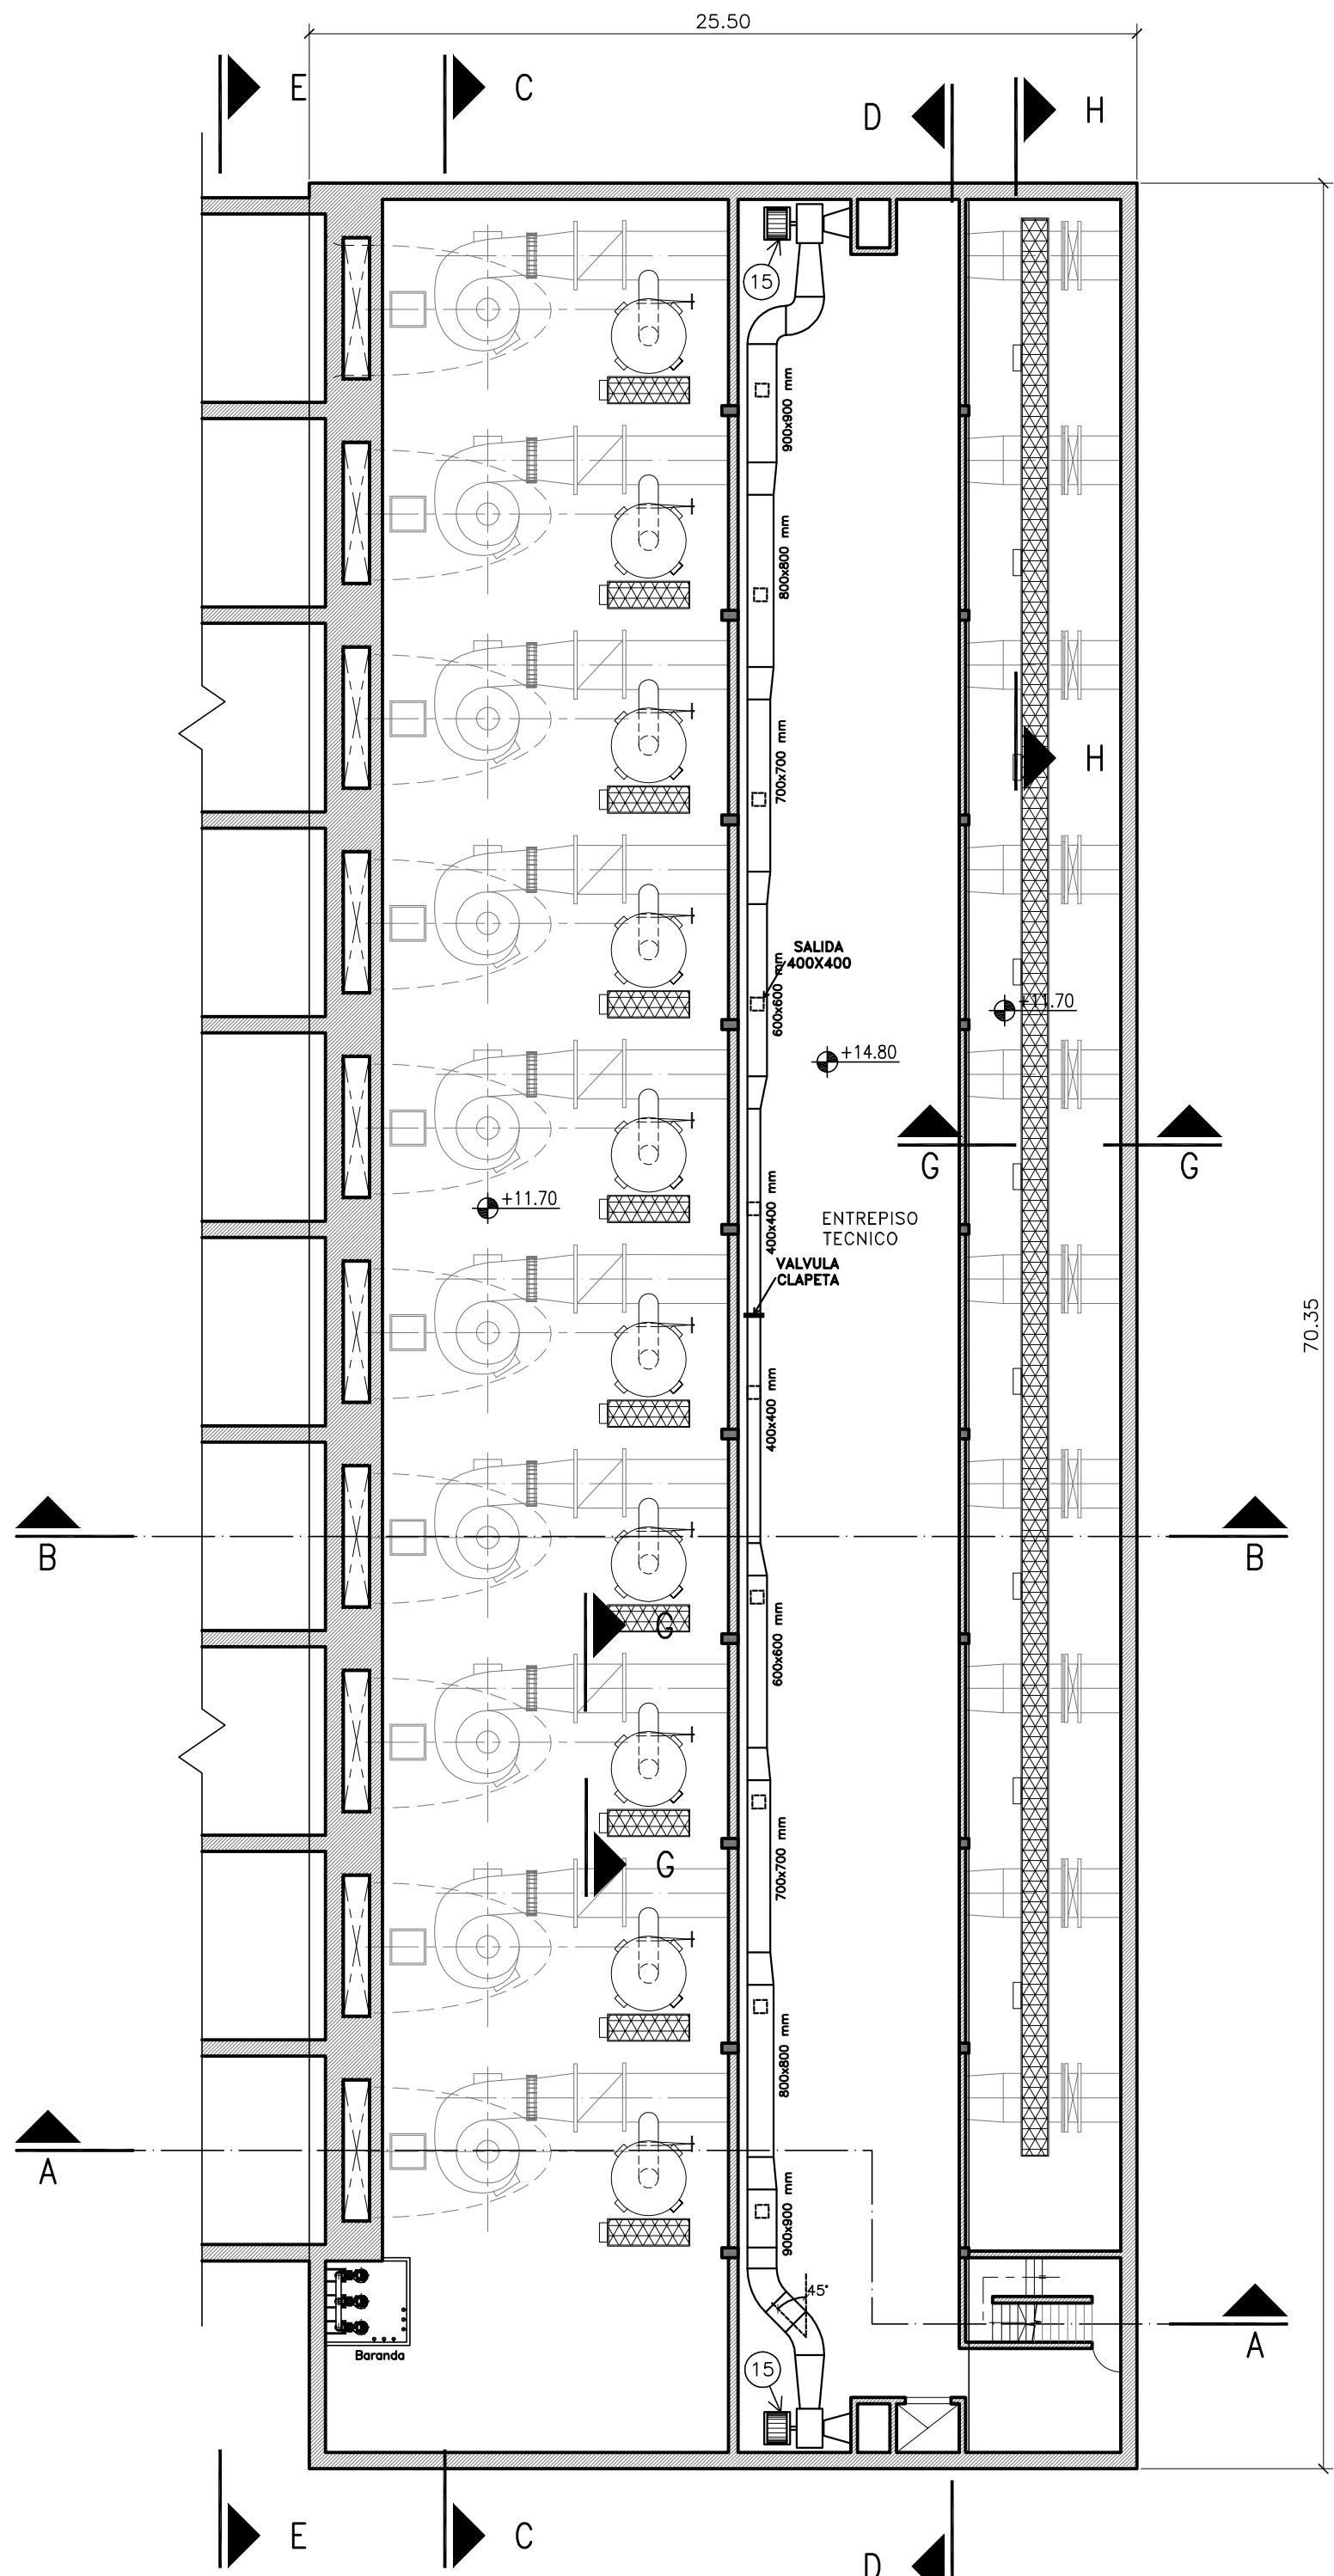 25.50
E
C
D
H
15
900x900 mm
800x800 mm
700x700 mm
H
SALIDA
400X400
600x600 mm
+11.70
+14.80
G
G
+11.70
400x400 mm
ENTREPISO
TECNICO
VALVULA
CLAPETA
70.35
400x400 mm
B
B
G
600x600 mm
G
700x700 mm
800x800 mm
A
900x900 mm
45°
A
Baranda
15
E
C
D